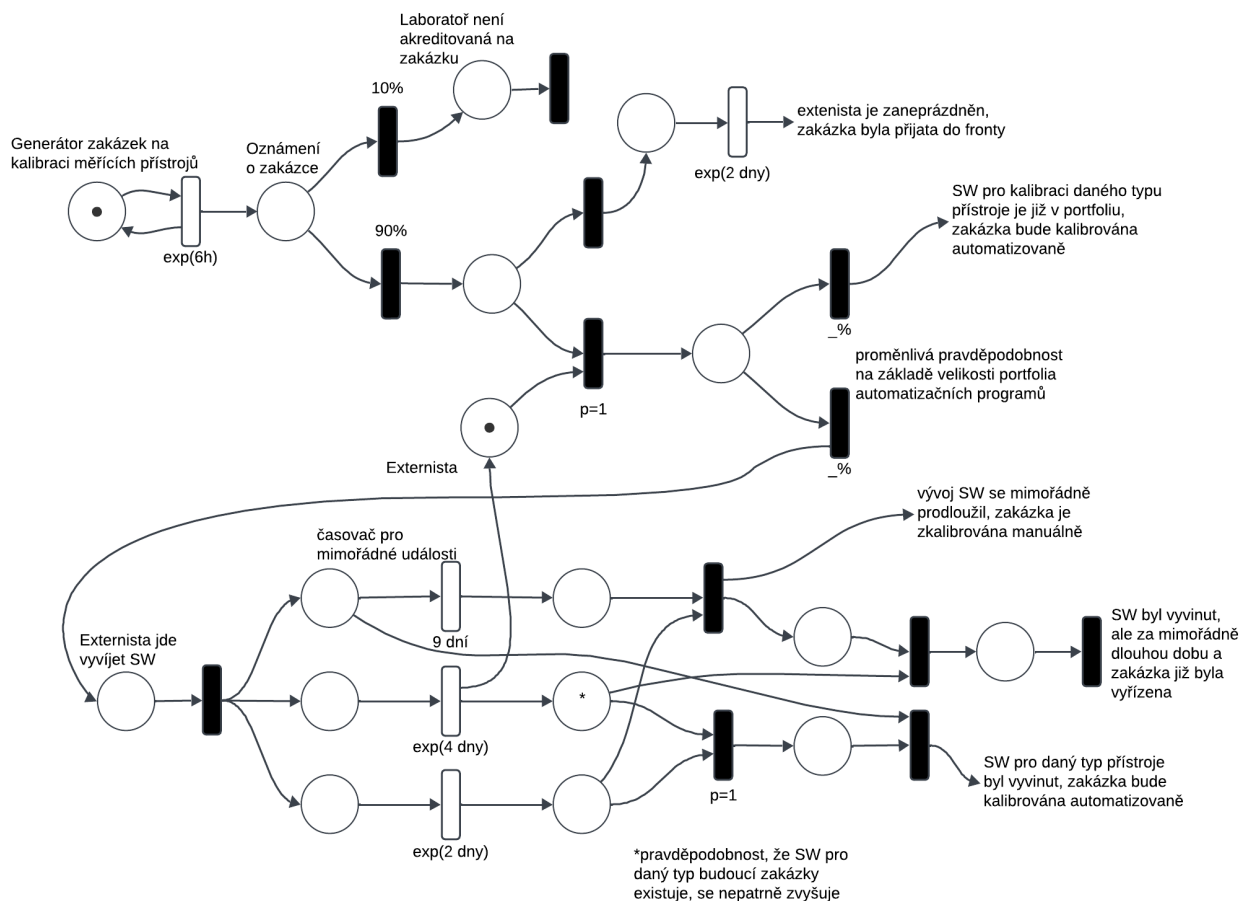 Laboratoř není
akreditovaná na
zakázku
10%
extenista je zaneprázdněn,
zakázka byla přijata do fronty
Generátor zakázek na
kalibraci měřících přístrojů
Oznámení
o zakázce
exp(2 dny)
SW pro kalibraci daného typu
přístroje je již v portfoliu,
zakázka bude kalibrována
automatizovaně
90%
exp(6h)
_%
proměnlivá pravděpodobnost
na základě velikosti portfolia
automatizačních programů
p=1
Externista
_%
vývoj SW se mimořádně
prodloužil, zakázka je
zkalibrována manuálně
časovač pro
mimořádné události
9 dní
Externista jde
vyvíjet SW
SW byl vyvinut,
ale za mimořádně
dlouhou dobu a
zakázka již byla
vyřízena
*
exp(4 dny)
SW pro daný typ přístroje
byl vyvinut, zakázka bude
kalibrována automatizovaně
p=1
exp(2 dny)
*pravděpodobnost, že SW pro
daný typ budoucí zakázky
existuje, se nepatrně zvyšuje